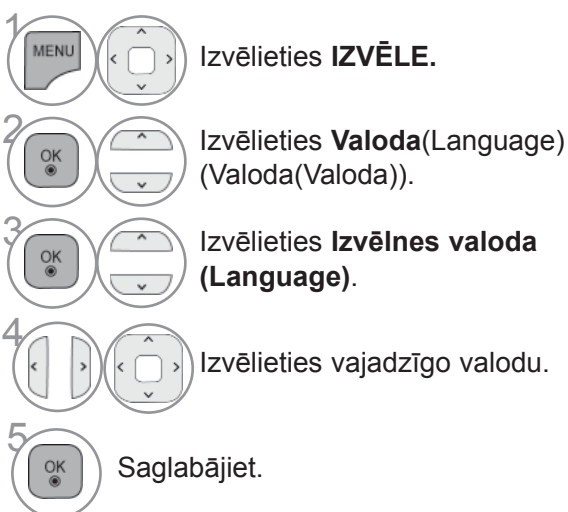 1
MENU
Izvēlieties IZVĒLE.
2
OK
Izvēlieties Valoda(Language)
(Valoda(Valoda)).
3
OK
Izvēlieties Izvēlnes valoda
(Language).
4
Izvēlieties vajadzīgo valodu.
5
OK
Saglabājiet.